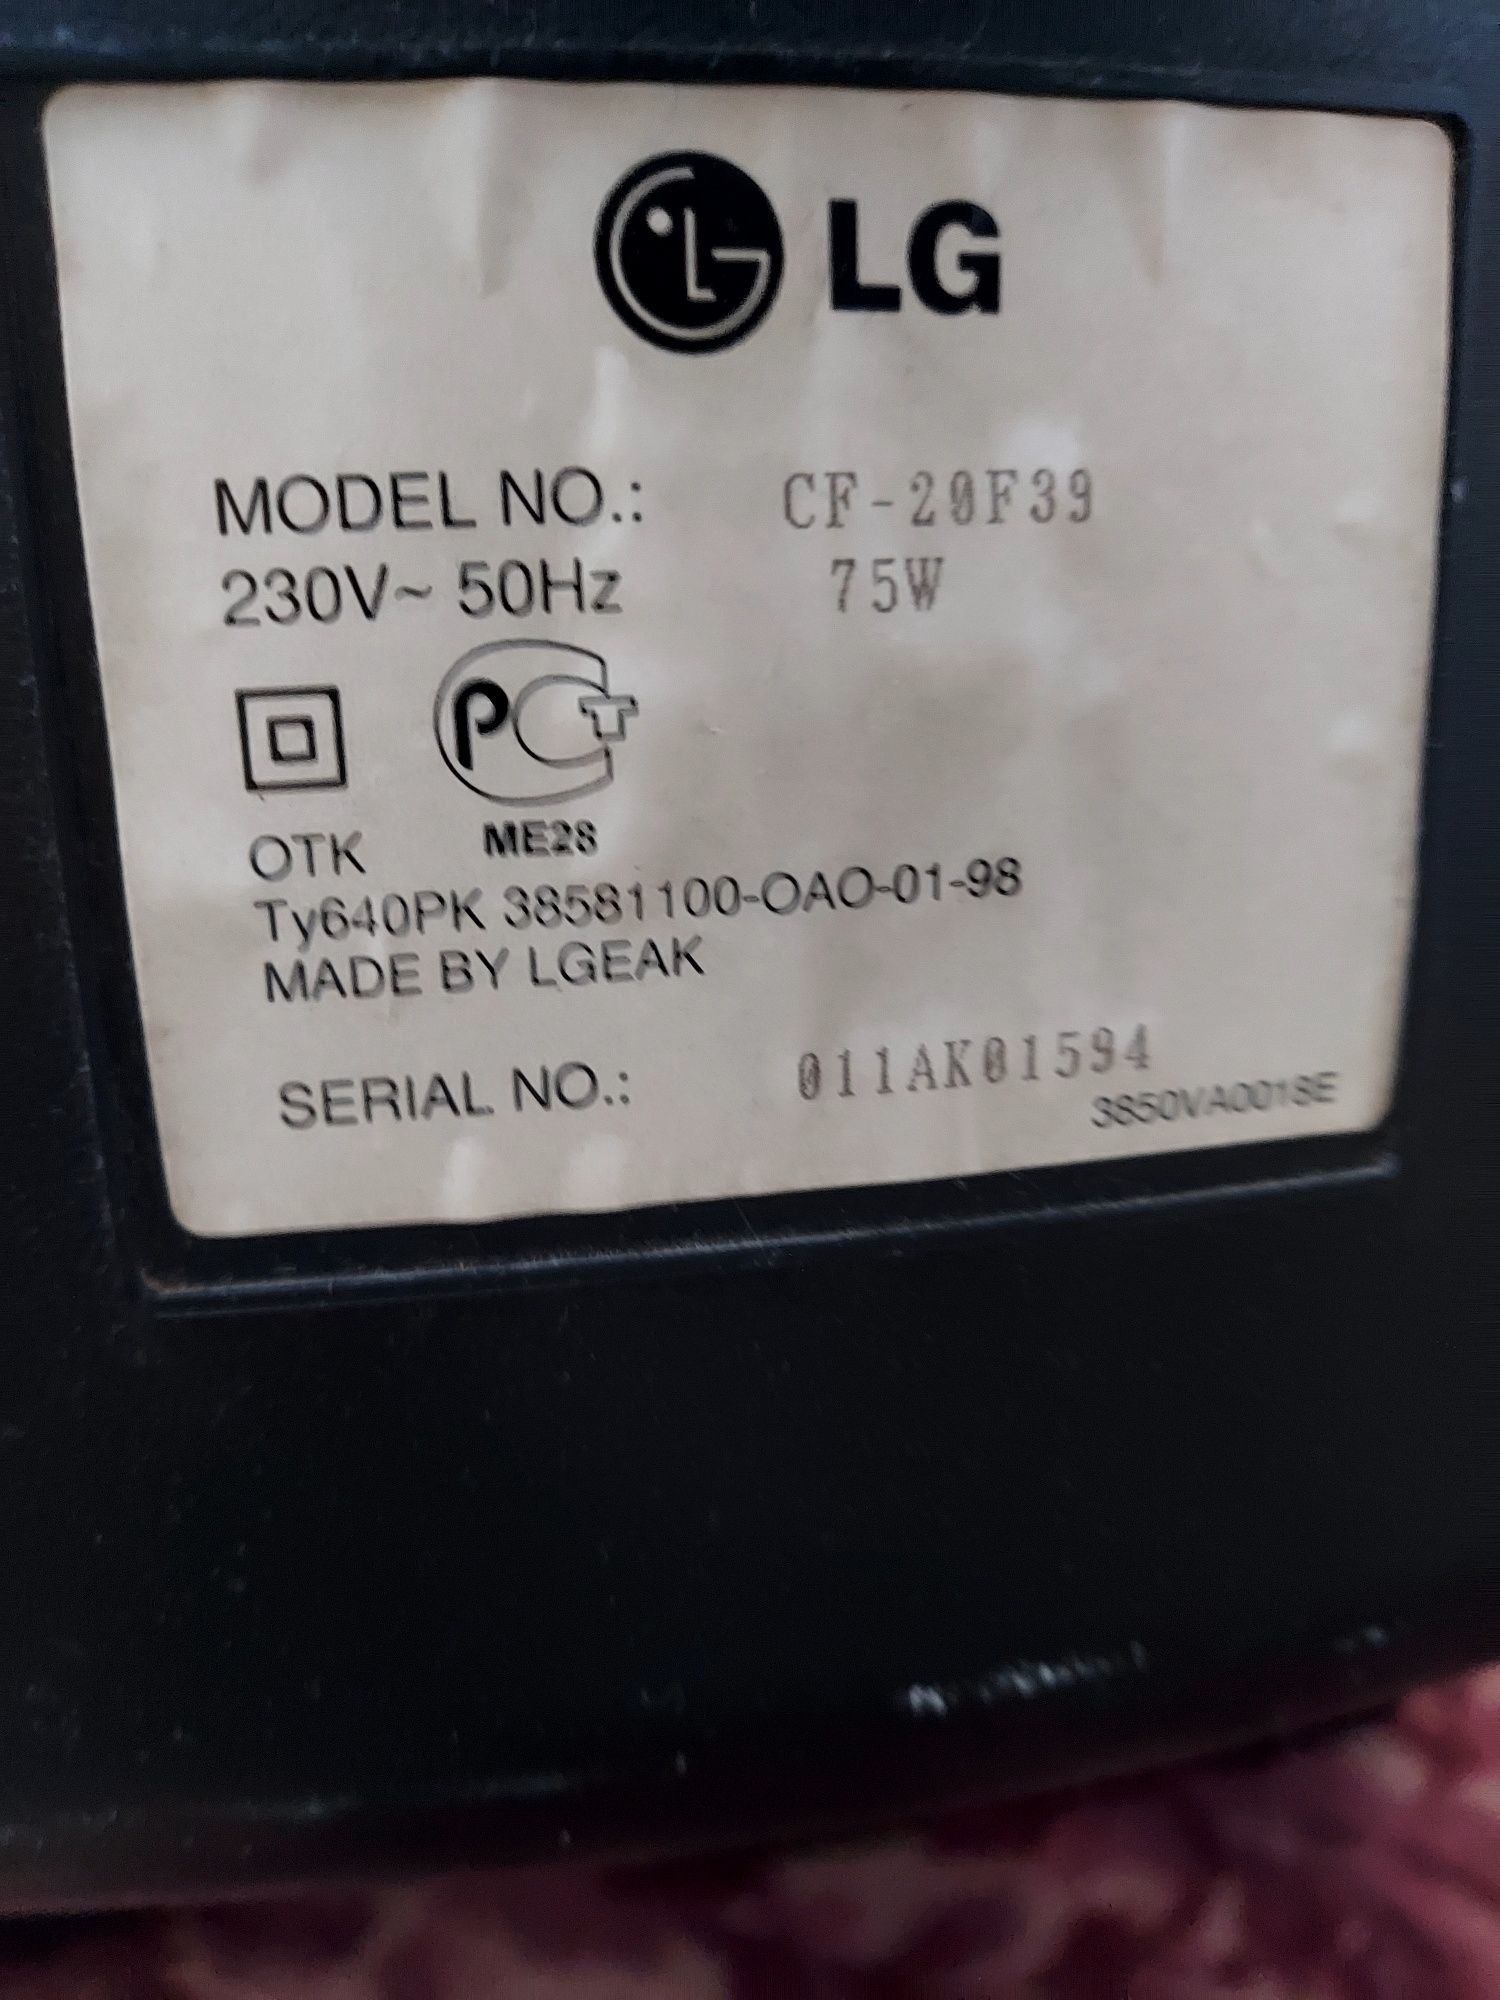 LG
MODEL NO.: CF-20F39
230V~ 50Hz 75W
РСТ
OTK ME28
Ty640PK 38581100-OAO-01-98
MADE BY LGEAK
SERIAL NO.: 011AK01594
3850VA0018E